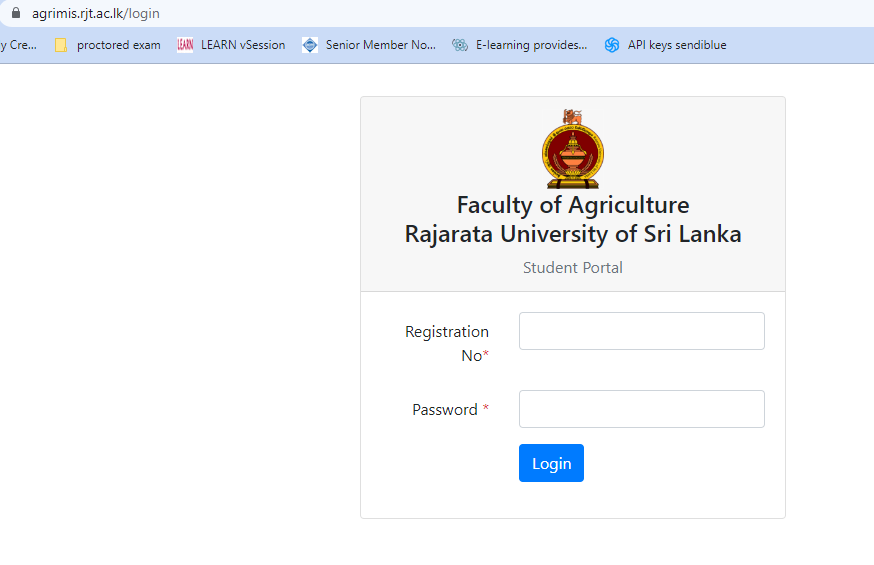 agrimis.rjt.ac.lk/login
y Cre... proctored exam LEARN LEARN vSession Senior Member No... E-learning provides... API keys sendiblue
Faculty of Agriculture
Rajarata University of Sri Lanka
Student Portal
Registration
No*
Password *
Login